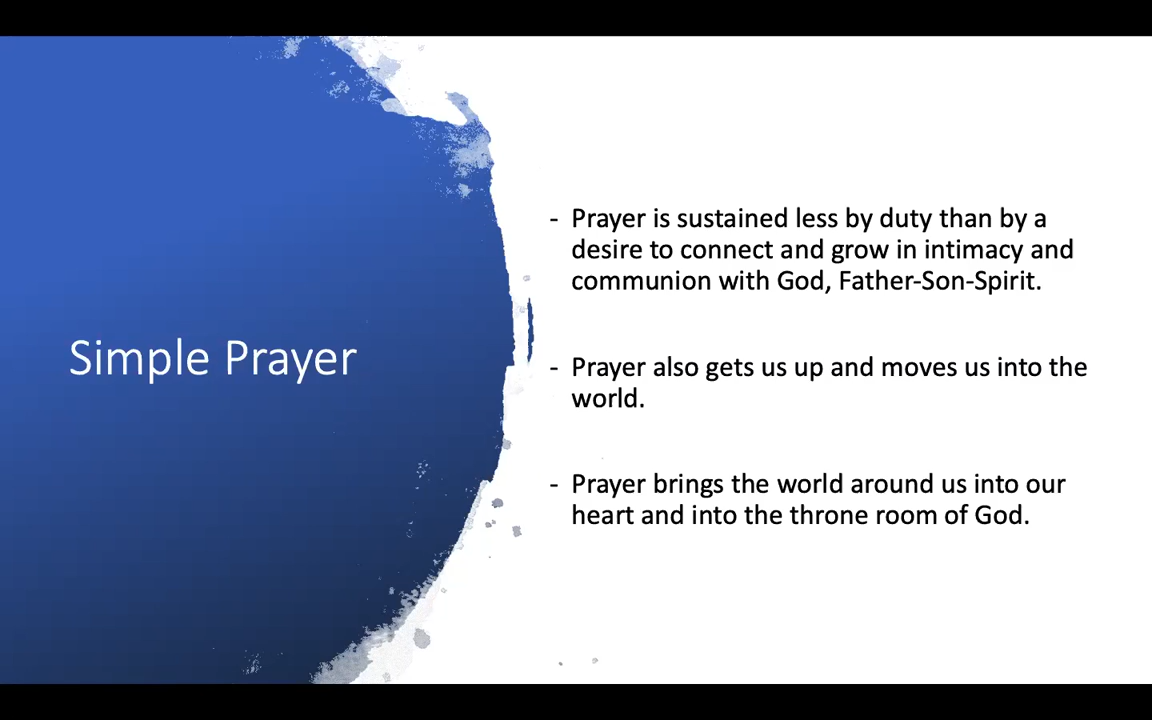 Simple Prayer
- Prayer is sustained less by duty than by a
desire to connect and grow in intimacy and
communion with God, Father-Son-Spirit.
- Prayer also gets us up and moves us into the
world.
- Prayer brings the world around us into our
heart and into the throne room of God.